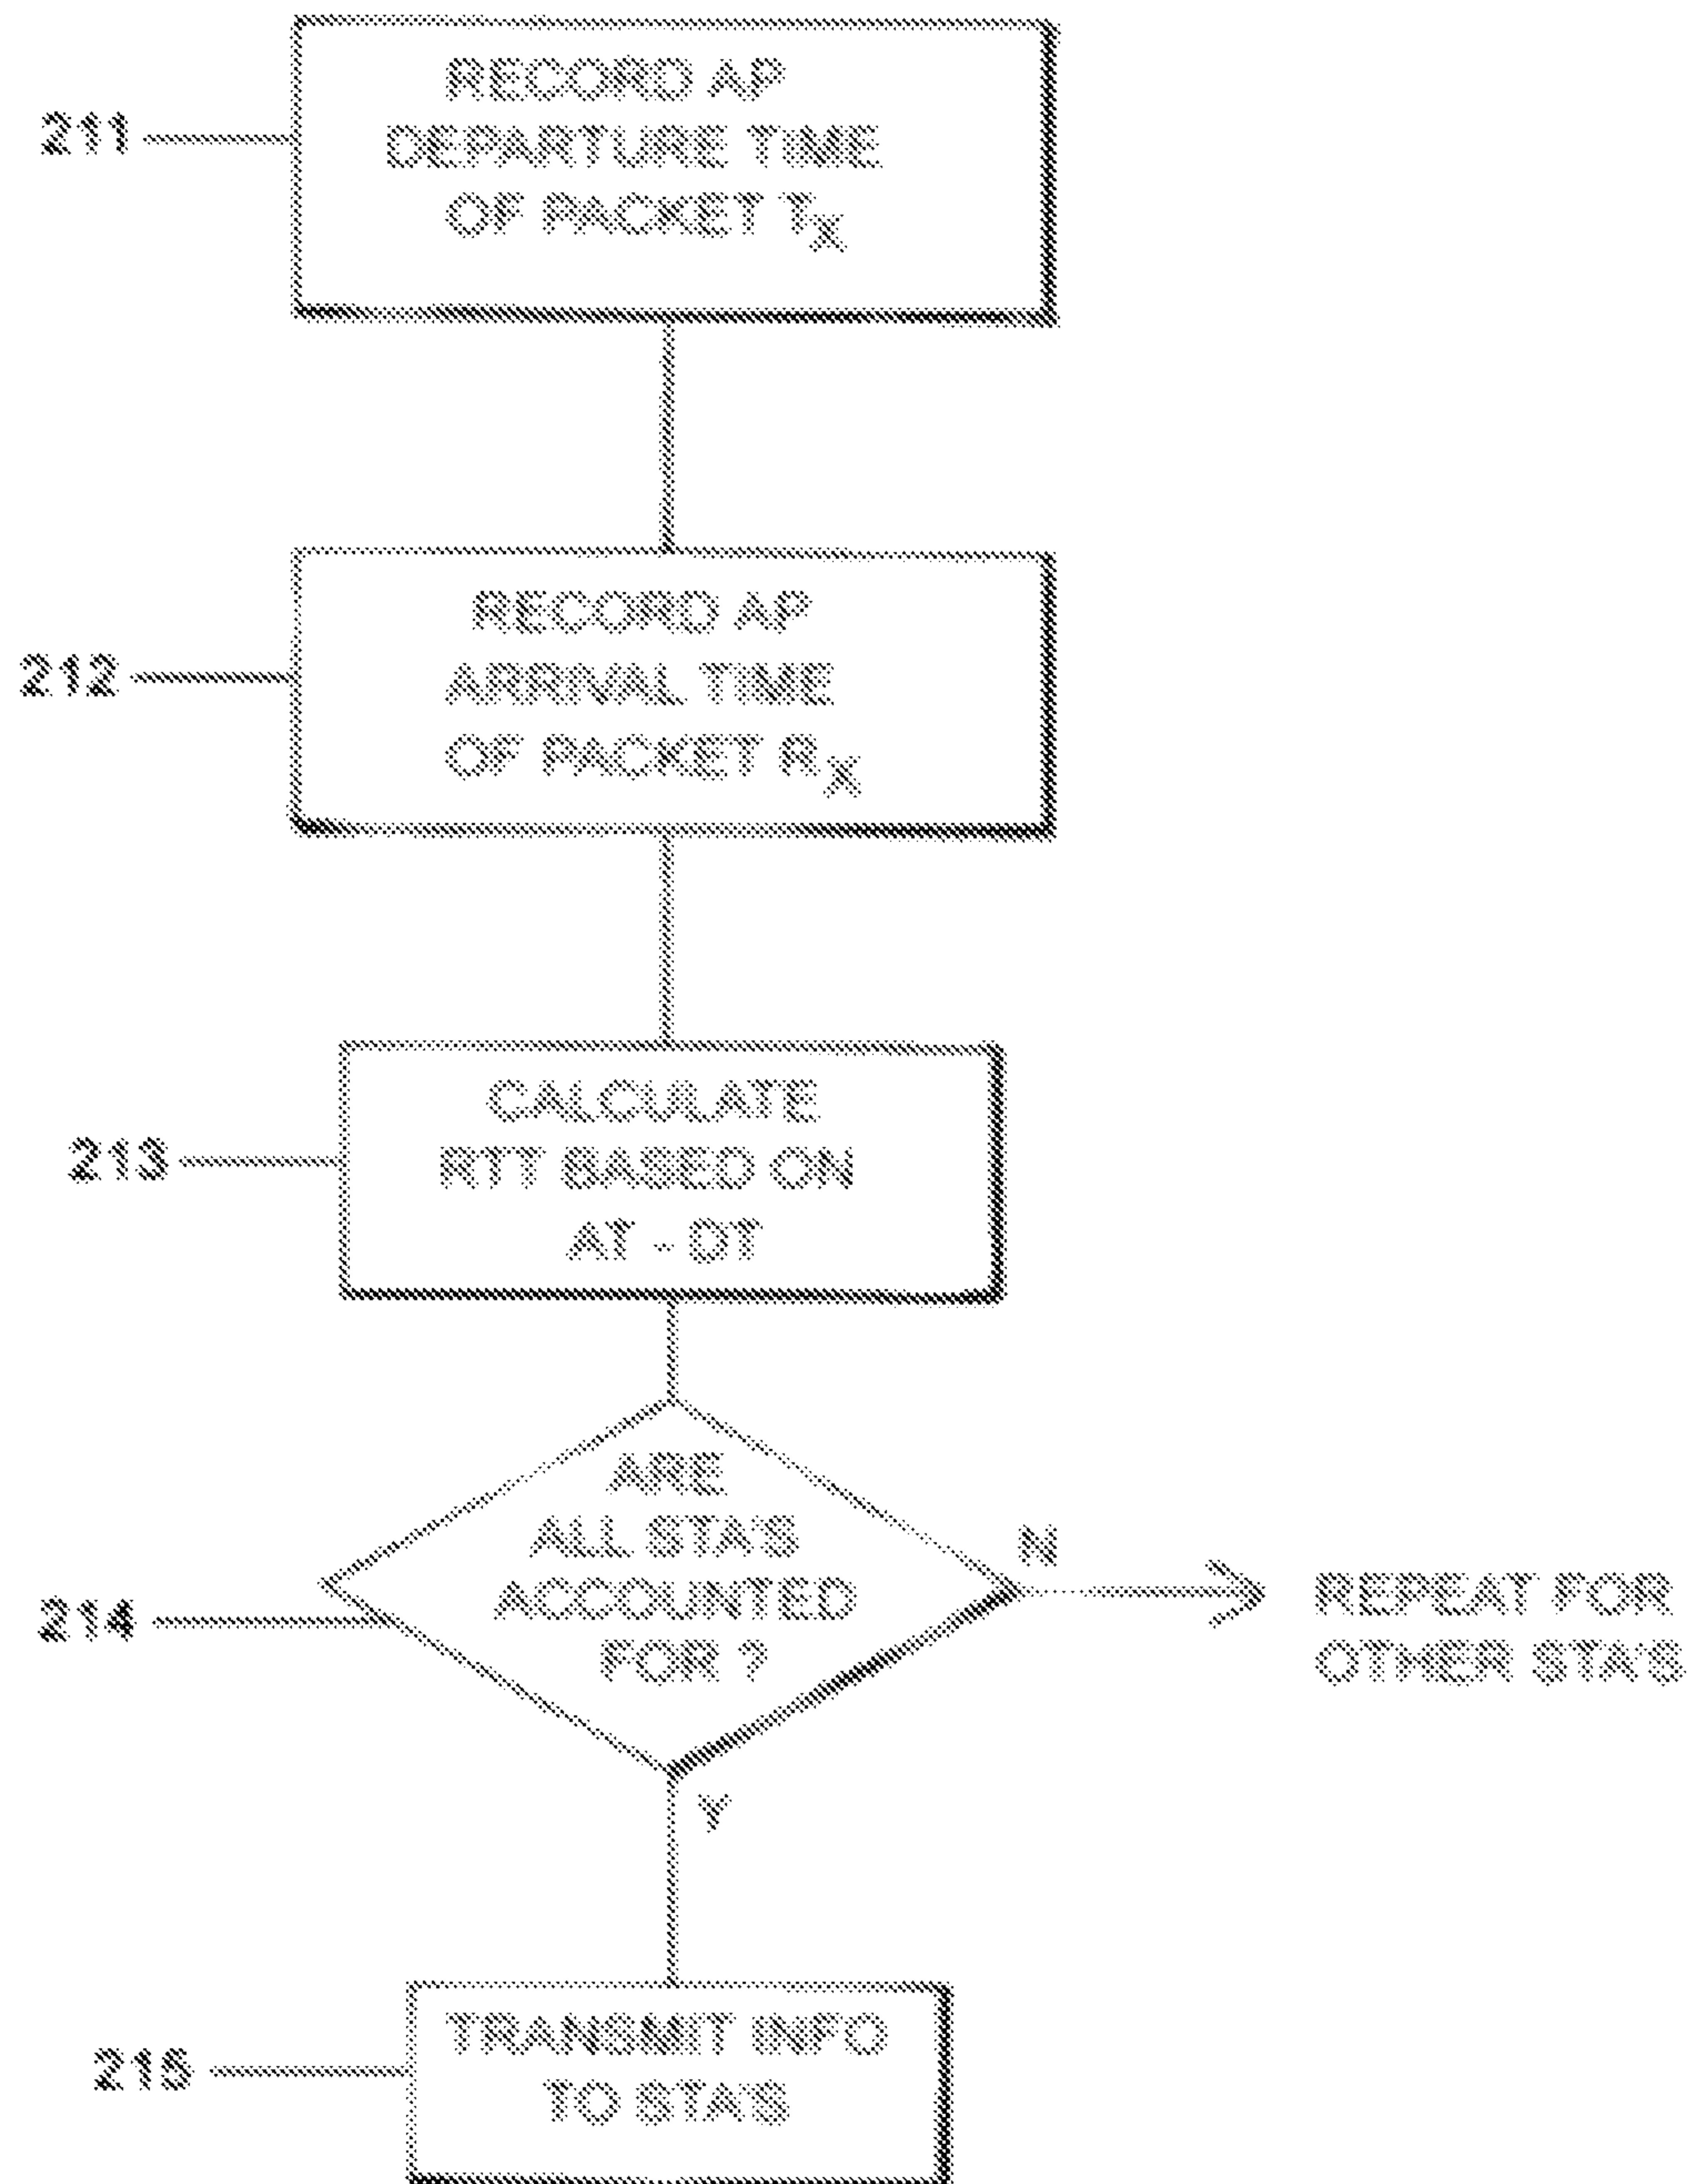 RECORD AP
DEPARTURE TIME
OF PACKET TX
211
RECORD AP
ARRIVAL TIME
OF PACKET RX
212
CALCULATE
RTT BASED ON
AT - DT
213
ARE
ALL STA'S
ACCOUNTED
FOR ?
214
N
REPEAT FOR
OTHER STA'S
Y
TRANSMIT INFO
TO STA'S
215